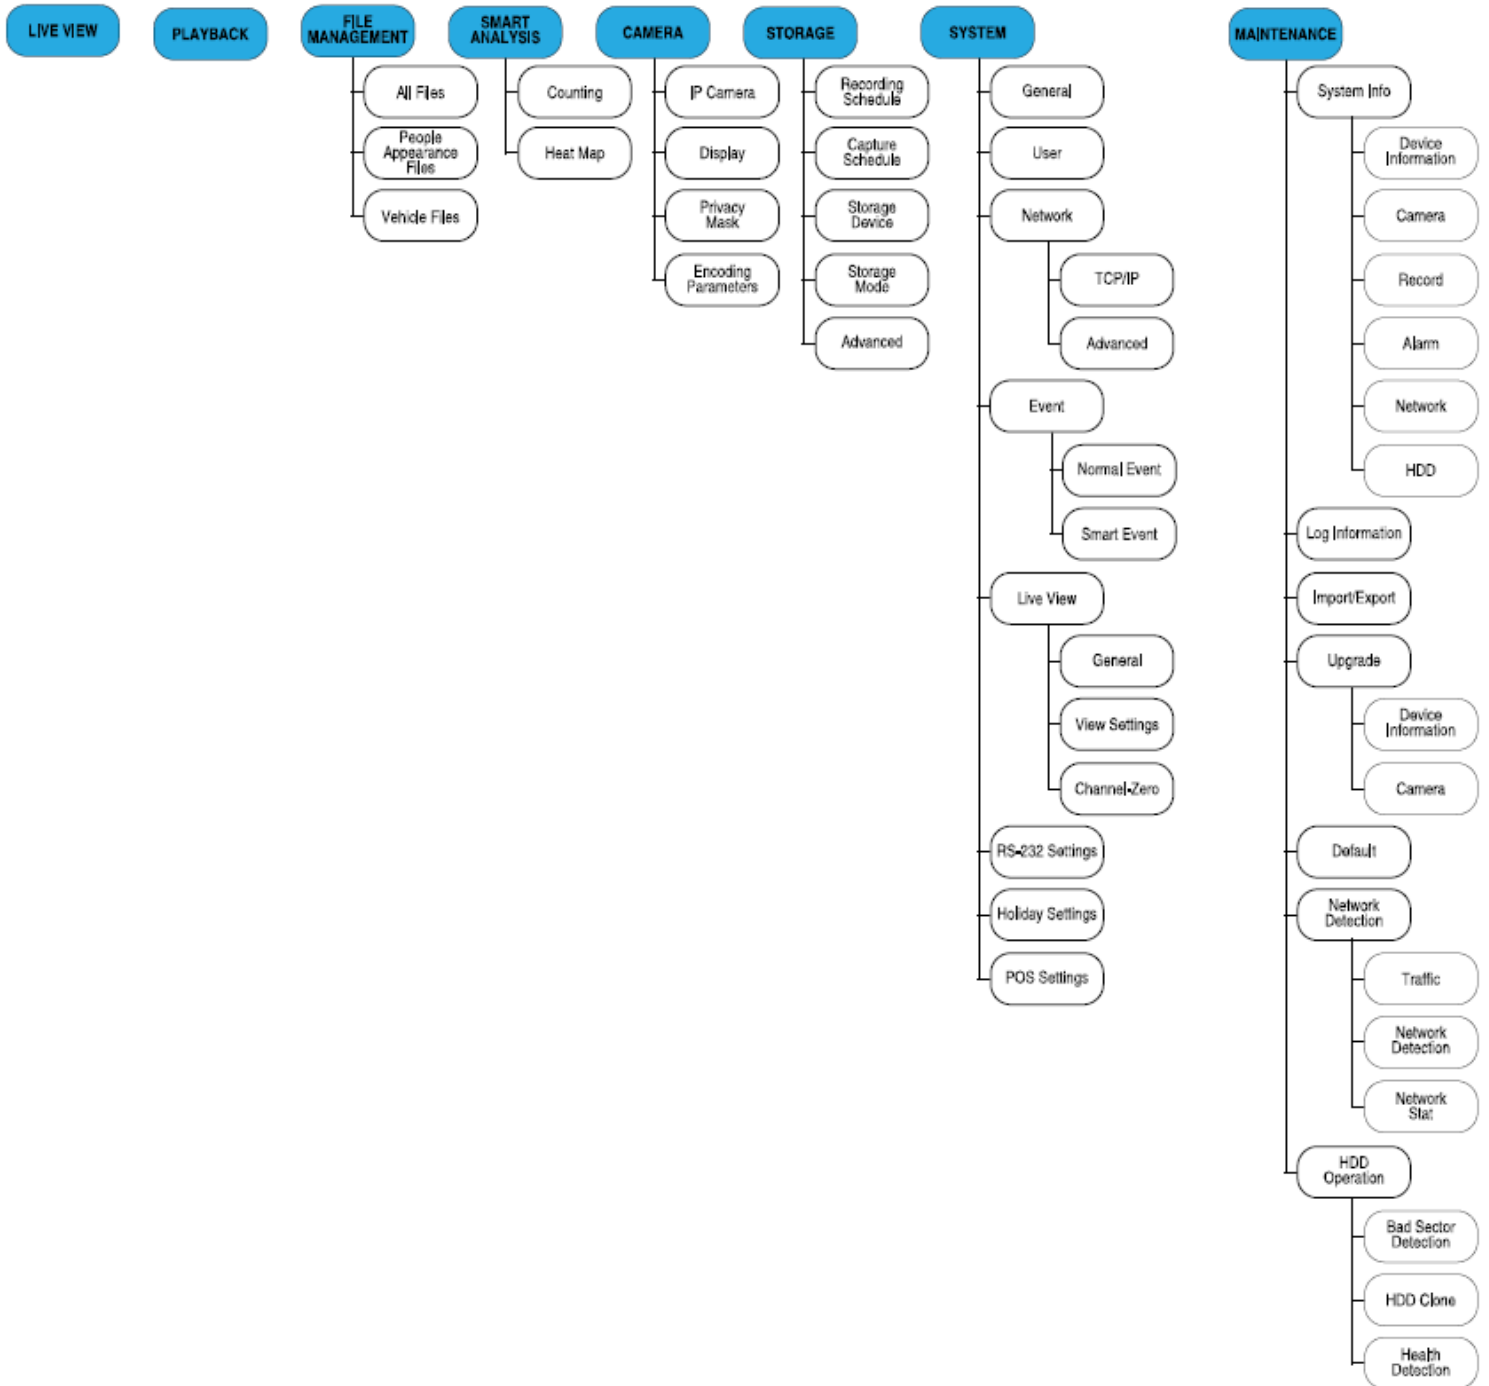 LIVE VIEW
PLAYBACK
FILE
MANAGEMENT
All Files
People
Appearance
Files
Vehicle Files
SMART
ANALYSIS
Counting
Heat Map
CAMERA
IP Camera
Display
Privacy
Mask
Encoding
Parameters
STORAGE
Recording
Schedule
Capture
Schedule
Storage
Device
Storage
Mode
Advanced
SYSTEM
General
User
Network
TCP/IP
Advanced
Event
Normal Event
Smart Event
Live View
General
View Settings
Channel-Zero
RS-232 Settings
Holiday Settings
POS Settings
MAINTENANCE
System Info
Device
Information
Camera
Record
Alarm
Network
HDD
Log Information
Import/Export
Upgrade
Device
Information
Camera
Default
Network
Detection
Traffic
Network
Detection
Network
Stat
HDD
Operation
Bad Sector
Detection
HDD Clone
Health
Detection